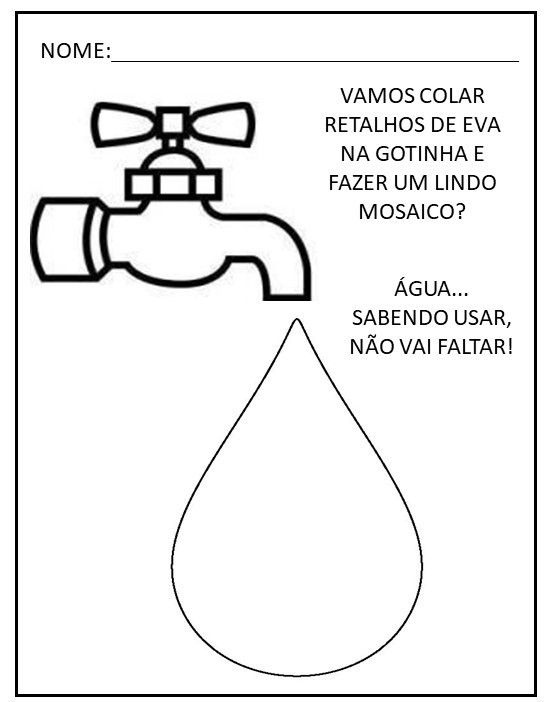 NOME:
VAMOS COLAR
RETALHOS DE EVA
NA GOTINHA E
FAZER UM LINDO
MOSAICO?
ÁGUA...
SABENDO USAR,
NÃO VAI FALTAR!